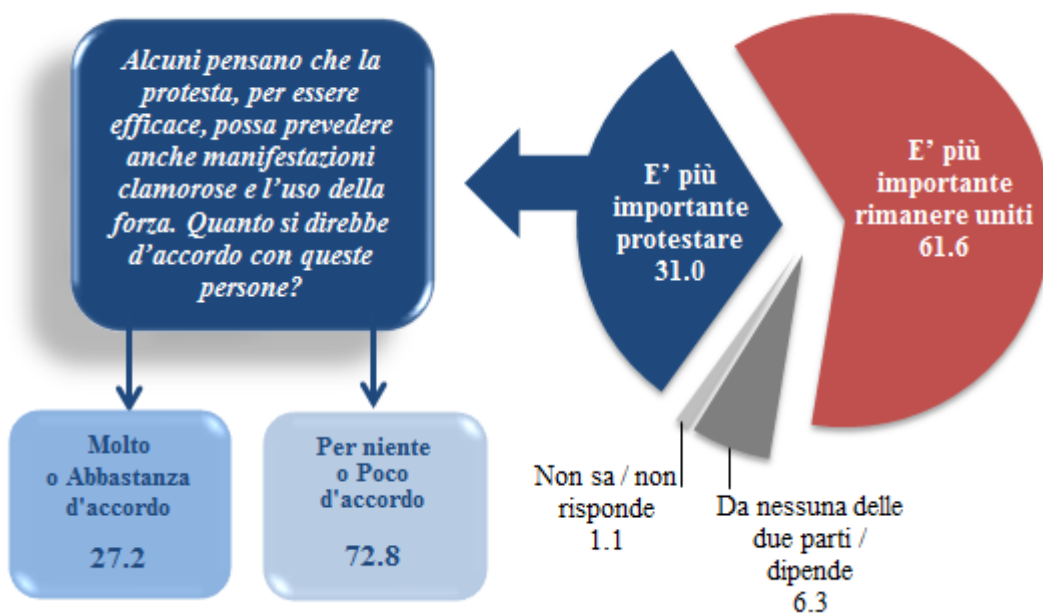 Alcuni pensano che la
protesta, per essere
efficace, possa prevedere
anche manifestazioni
clamorose e l’uso della
forza. Quanto si direbbe
d’accordo con queste
persone?
Molto
o Abbastanza
d'accordo
27.2
Per niente
o Poco
d'accordo
72.8
E’ più
importante
protestare
31.0
E’ più
importante
rimanere uniti
61.6
Non sa / non
risponde
1.1
Da nessuna delle
due parti /
dipende
6.3